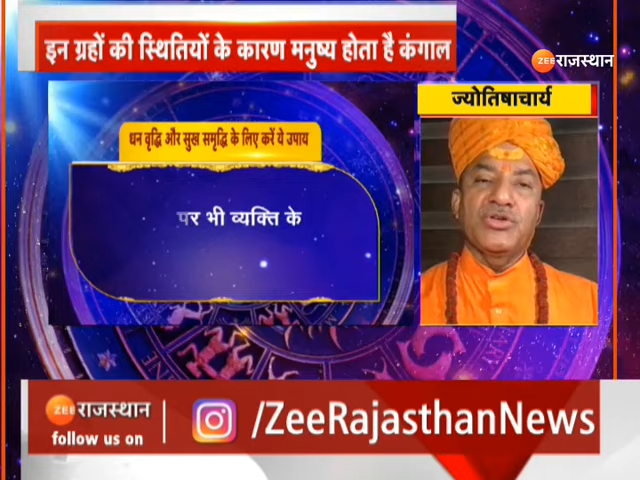 इन ग्रहों की स्थितियों के कारण मनुष्य होता है कंगाल
ZEE राजस्थान
ज्योतिषाचार्य
धन वृद्धि और सुख समृद्धि के लिए करें ये उपाय
पर भी व्यक्ति के
ZEE राजस्थान
follow us on
/ZeeRajasthanNews